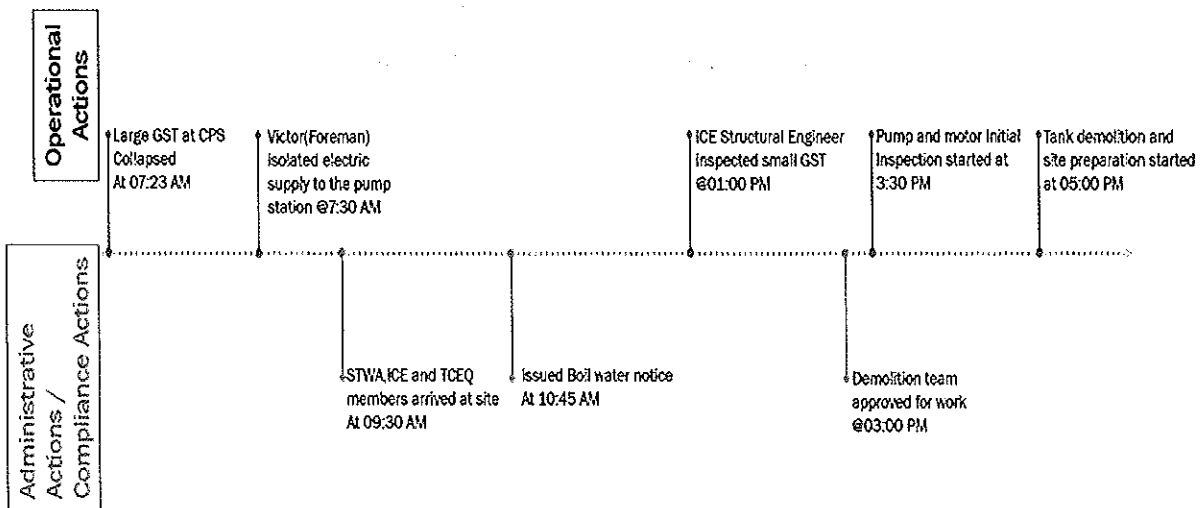 Operational
Actions
Large GST at CPS
Collapsed
At 07:23 AM
Victor(Foreman)
isolated electric
supply to the pump
station @7:30 AM
ICE Structural Engineer
inspected small GST
@01:00 PM
Pump and motor Initial
Inspection started at
3:30 PM
Tank demolition and
site preparation started
at 05:00 PM
Administrative
Actions /
Compliance Actions
STWA,ICE and TCEQ
members arrived at site
At 09:30 AM
Issued Boil water notice
At 10:45 AM
Demolition team
approved for work
@03:00 PM